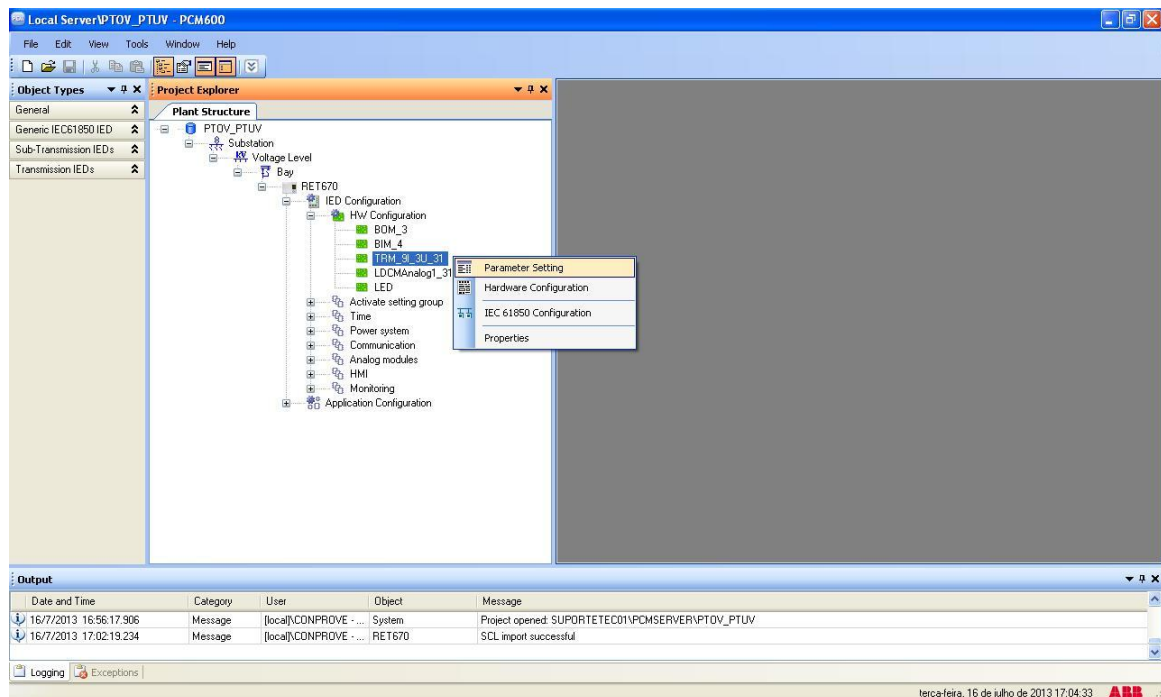 Local Server\PTOV_PTUV - PCM600
File Edit View Tools Window Help
Object Types
General
Generic IEC61850 IED
Sub-Transmission IEDs
Transmission IEDs
Project Explorer
Plant Structure
PTOV_PTUV
Substation
Voltage Level
Bay
RET670
IED Configuration
HW Configuration
BOM_3
BIM_4
TRM_9I_3U_31
LDCMAnalog1_31
LED
Activate setting group
Time
Power system
Communication
Analog modules
HMI
Monitoring
Application Configuration
Parameter Setting
Hardware Configuration
IEC 61850 Configuration
Properties
Output
Date and Time Category User Object Message
16/7/2013 16:56:17.906 Message [local]\CONPROVE - ... System Project opened: SUPORTETEC01\PCMSERVER\PTOV_PTUV
16/7/2013 17:02:19.234 Message [local]\CONPROVE - ... RET670 SCL import successful
Logging Exceptions
terça-feira, 16 de julho de 2013 17:04:33 ABB